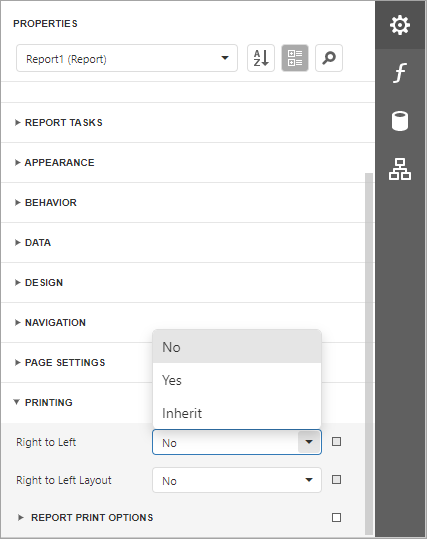 PROPERTIES
Report1 (Report)
A
Z
REPORT TASKS
APPEARANCE
BEHAVIOR
DATA
DESIGN
NAVIGATION
PAGE SETTINGS
No
Yes
Inherit
PRINTING
Right to Left No
Right to Left Layout No
REPORT PRINT OPTIONS
f